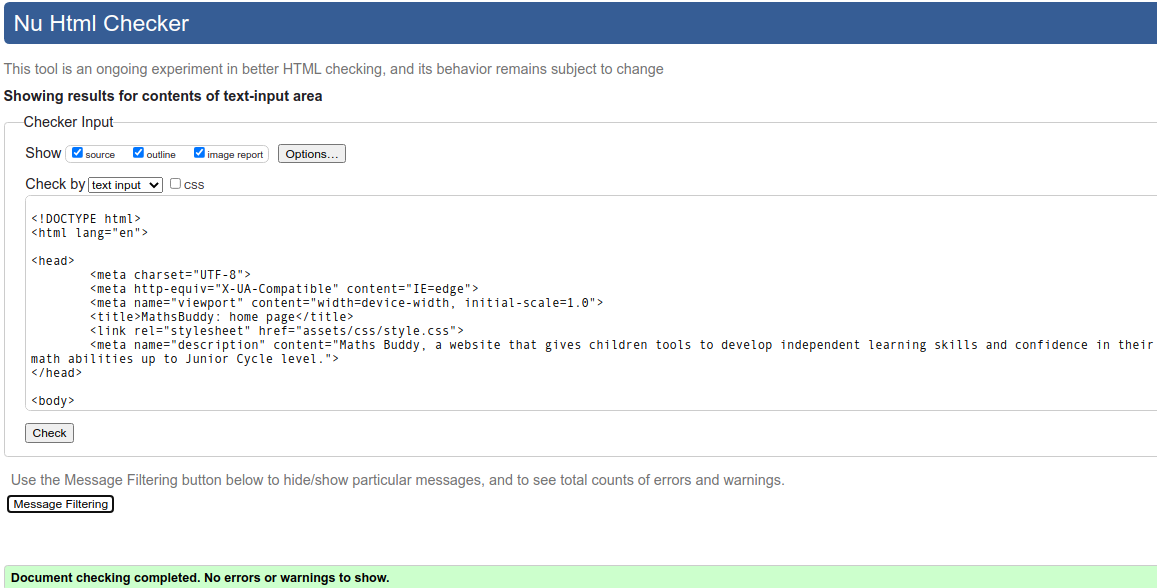 Nu Html Checker
This tool is an ongoing experiment in better HTML checking, and its behavior remains subject to change
Showing results for contents of text-input area
Checker Input
Show source outline image report Options...
Check by text input css
<!DOCTYPE html>
<html lang="en">
<head>
<meta charset="UTF-8">
<meta http-equiv="X-UA-Compatible" content="IE=edge">
<meta name="viewport" content="width=device-width, initial-scale=1.0">
<title>MathsBuddy: home page</title>
<link rel="stylesheet" href="assets/css/style.css">
<meta name="description" content="Maths Buddy, a website that gives children tools to develop independent learning skills and confidence in their
math abilities up to Junior Cycle level.">
</head>
<body>
Check
Use the Message Filtering button below to hide/show particular messages, and to see total counts of errors and warnings.
Message Filtering
Document checking completed. No errors or warnings to show.